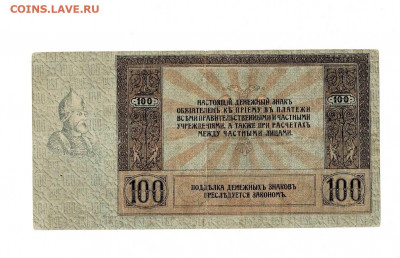 COINS.LAVE.RU
100 100
НАСТОЯЩІЙ ДЕНЕЖНЫЙ ЗНАКЪ
ОБЯЗАТЕЛЕНЪ КЪ ПРІЕМУ ВЪ ПЛАТЕЖИ
ВСѢМИ ПРАВИТЕЛЬСТВЕННЫМИ И ЧАСТНЫМИ
УЧРЕЖДЕНІЯМИ, А ТАКЖЕ ПРИ РАСЧЕТАХЪ
МЕЖДУ ЧАСТНЫМИ ЛИЦАМИ.
100 ПОДДѢЛКА ДЕНЕЖНЫХЪ ЗНАКОВЪ 100
ПРЕСЛѢДУЕТСЯ ЗАКОНОМЪ.